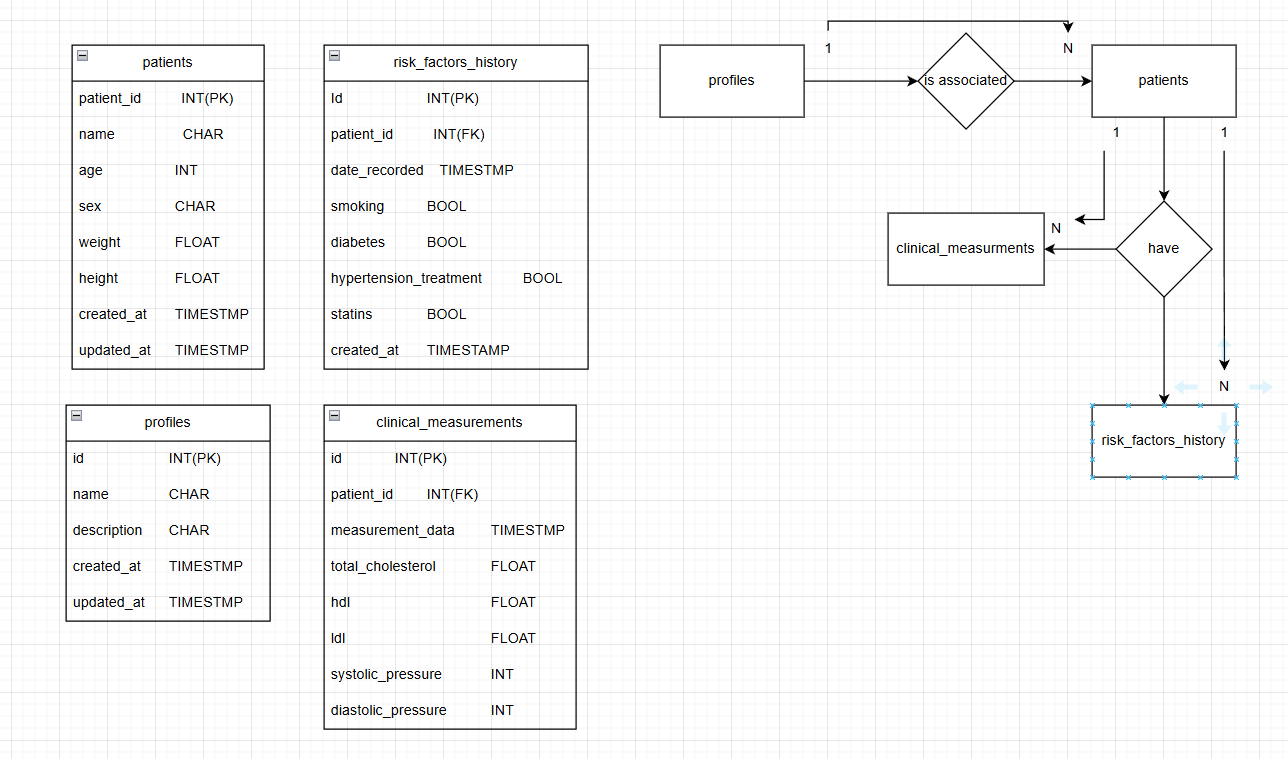 patients
patient_id INT(PK)
name CHAR
age INT
sex CHAR
weight FLOAT
height FLOAT
created_at TIMESTMP
updated_at TIMESTMP
risk_factors_history
Id INT(PK)
patient_id INT(FK)
date_recorded TIMESTMP
smoking BOOL
diabetes BOOL
hypertension_treatment BOOL
statins BOOL
created_at TIMESTAMP
profiles
id INT(PK)
name CHAR
description CHAR
created_at TIMESTMP
updated_at TIMESTMP
clinical_measurements
id INT(PK)
patient_id INT(FK)
measurement_data TIMESTMP
total_cholesterol FLOAT
hdl FLOAT
ldl FLOAT
systolic_pressure INT
diastolic_pressure INT
1 N
profiles is associated patients
1 1
N
clinical_measurments have
N
risk_factors_history